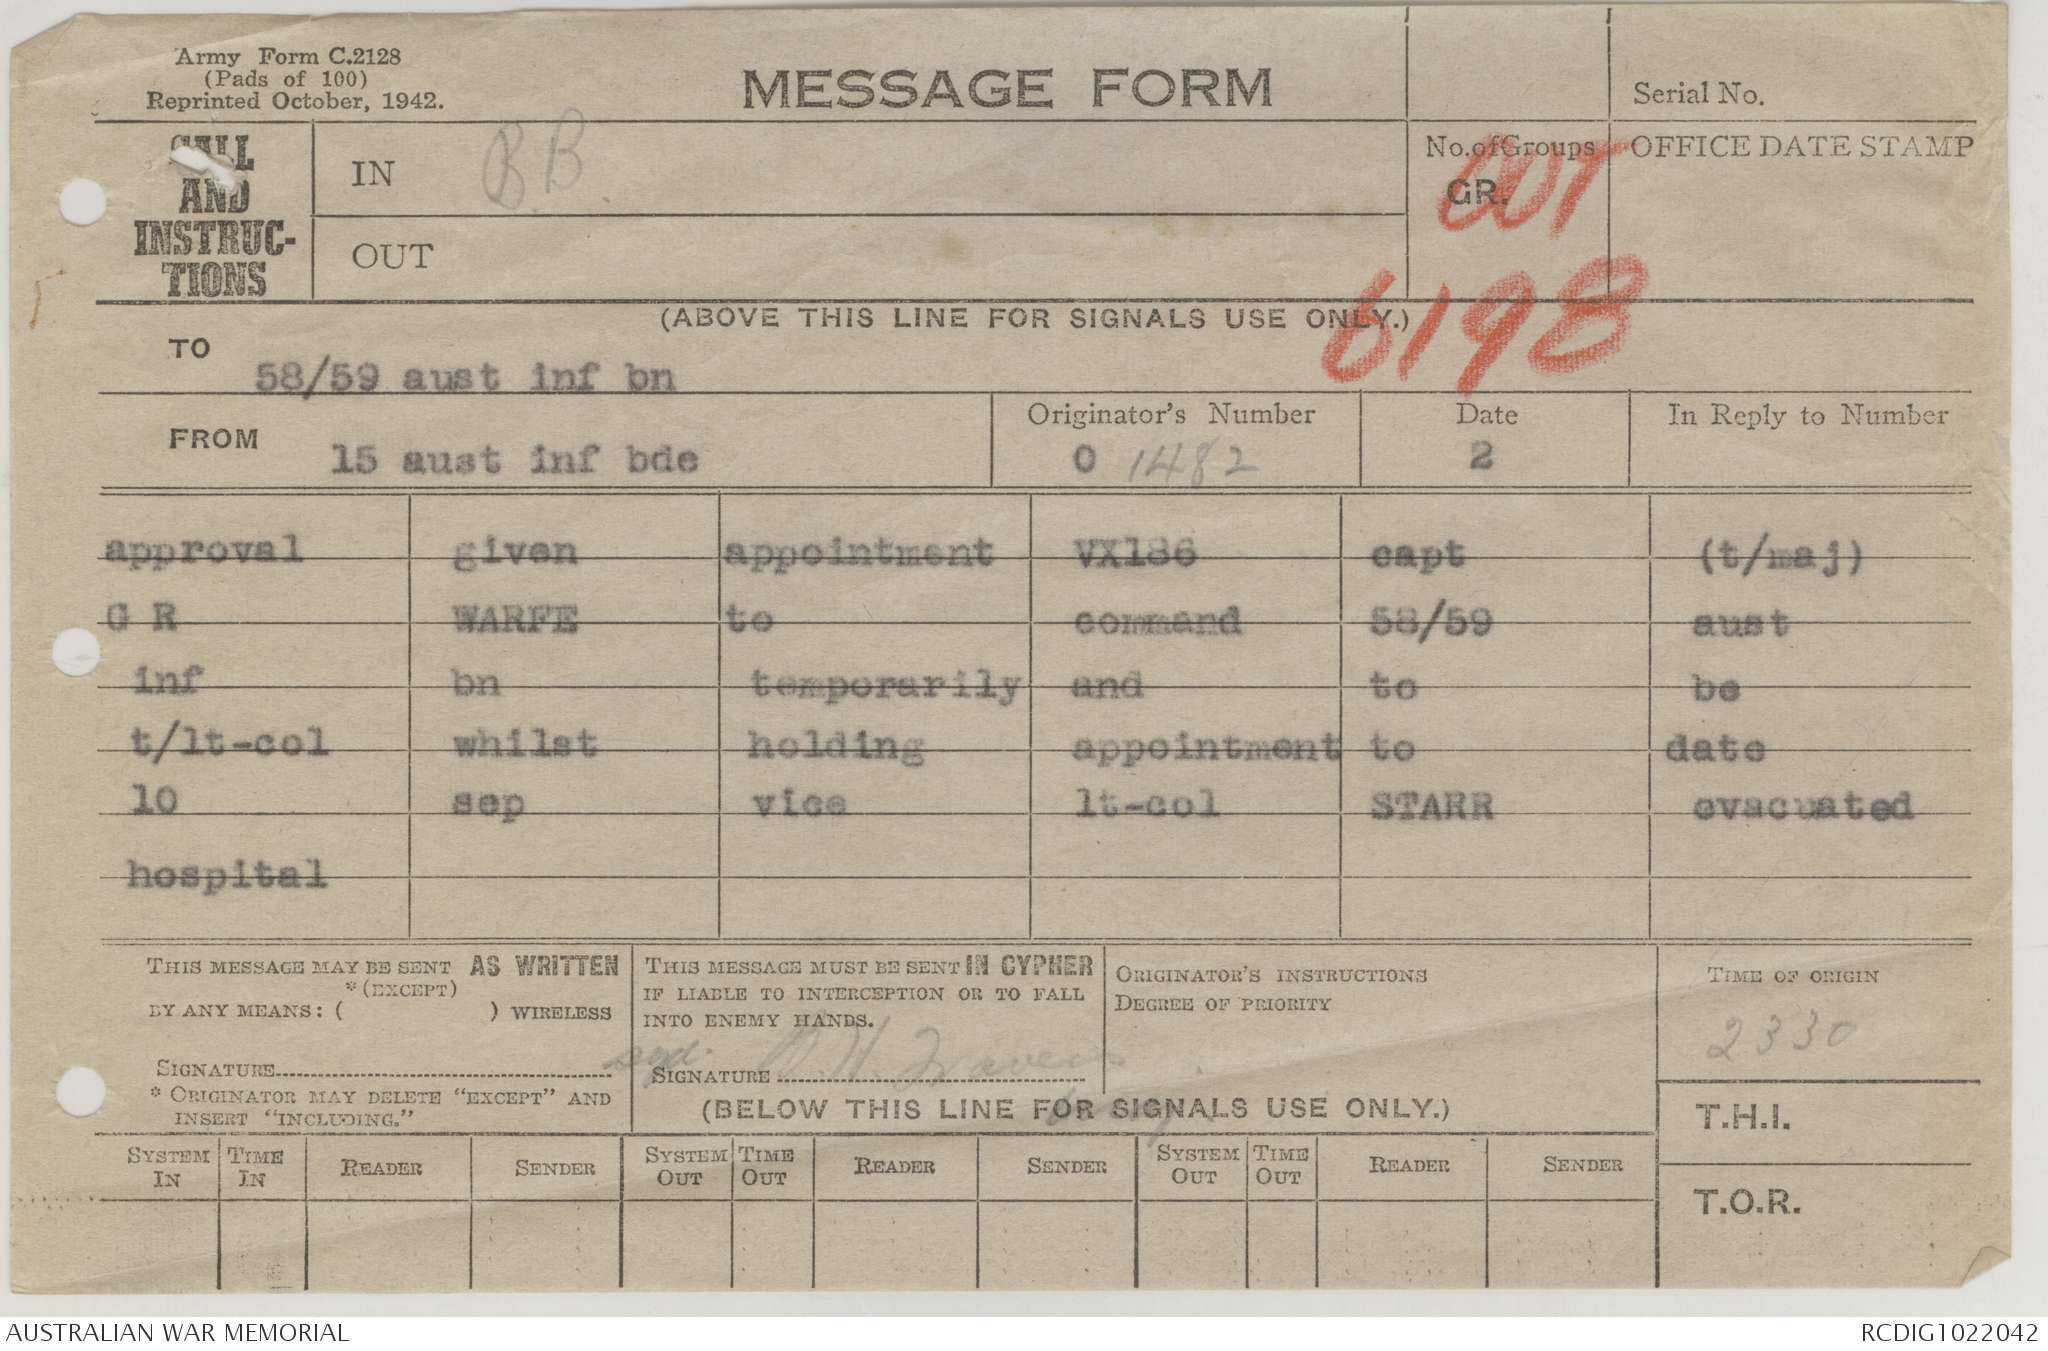 Army Form C.2128
(Pads of 100)
Reprinted October, 1942.
MESSAGE FORM
Serial No.
CALL AND INSTRUC-TIONS
IN B.B.
OUT
No. of Groups
GR.
OFFICE DATE STAMP
6198
(ABOVE THIS LINE FOR SIGNALS USE ONLY.)
TO 58/59 aust inf bn
FROM 15 aust inf bde
Originator's Number
O 1482
Date
2
In Reply to Number
approval given appointment VX186 capt (t/maj)
G R WARFE to command 58/59 aust
inf bn temporarily and to be
t/lt-col whilst holding appointment to date
10 sep vice lt-col STARR evacuated
hospital
THIS MESSAGE MAY BE SENT AS WRITTEN
*(EXCEPT)
BY ANY MEANS: ( ) WIRELESS
SIGNATURE
* ORIGINATOR MAY DELETE "EXCEPT" AND
INSERT "INCLUDING."
THIS MESSAGE MUST BE SENT IN CYPHER
IF LIABLE TO INTERCEPTION OR TO FALL
INTO ENEMY HANDS.
sgd.
SIGNATURE
ORIGINATOR'S INSTRUCTIONS
DEGREE OF PRIORITY
TIME OF ORIGIN
2330
(BELOW THIS LINE FOR SIGNALS USE ONLY.)
T.H.I.
T.O.R.
SYSTEM IN TIME IN READER SENDER SYSTEM OUT TIME OUT READER SENDER SYSTEM OUT TIME OUT READER SENDER
AUSTRALIAN WAR MEMORIAL
RCDIG1022042